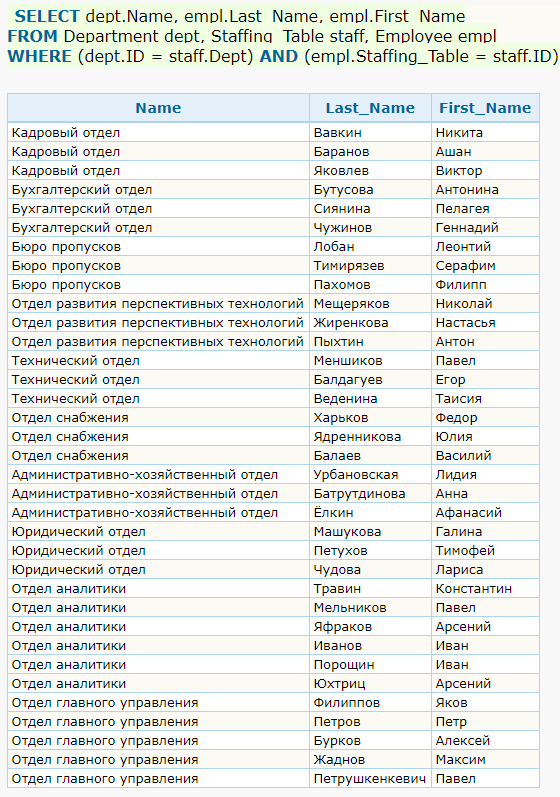 SELECT dept.Name, empl.Last_Name, empl.First_Name
FROM Department dept, Staffing_Table staff, Employee empl
WHERE (dept.ID = staff.Dept) AND (empl.Staffing_Table = staff.ID)
Name Last_Name First_Name
Кадровый отдел Вавкин Никита
Кадровый отдел Баранов Ашан
Кадровый отдел Яковлев Виктор
Бухгалтерский отдел Бутусова Антонина
Бухгалтерский отдел Сиянина Пелагея
Бухгалтерский отдел Чужинов Геннадий
Бюро пропусков Лобан Леонтий
Бюро пропусков Тимирязев Серафим
Бюро пропусков Пахомов Филипп
Отдел развития перспективных технологий Мещеряков Николай
Отдел развития перспективных технологий Жиренкова Настасья
Отдел развития перспективных технологий Пыхтин Антон
Технический отдел Меншиков Павел
Технический отдел Балдагуев Егор
Технический отдел Веденина Таисия
Отдел снабжения Харьков Федор
Отдел снабжения Ядренникова Юлия
Отдел снабжения Балаев Василий
Административно-хозяйственный отдел Урбановская Лидия
Административно-хозяйственный отдел Батрутдинова Анна
Административно-хозяйственный отдел Ёлкин Афанасий
Юридический отдел Машукова Галина
Юридический отдел Петухов Тимофей
Юридический отдел Чудова Лариса
Отдел аналитики Травин Константин
Отдел аналитики Мельников Павел
Отдел аналитики Яфраков Арсений
Отдел аналитики Иванов Иван
Отдел аналитики Порощин Иван
Отдел аналитики Юхтриц Арсений
Отдел главного управления Филиппов Яков
Отдел главного управления Петров Петр
Отдел главного управления Бурков Алексей
Отдел главного управления Жаднов Максим
Отдел главного управления Петрушкенкевич Павел